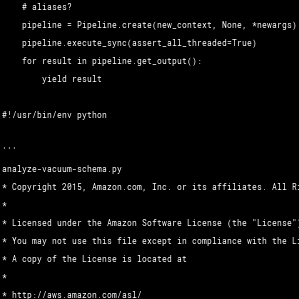 # aliases?
pipeline = Pipeline.create(new_context, None, *newargs)
pipeline.execute_sync(assert_all_threaded=True)
for result in pipeline.get_output():
yield result
#!/usr/bin/env python
...
analyze-vacuum-schema.py
* Copyright 2015, Amazon.com, Inc. or its affiliates. All
*
* Licensed under the Amazon Software License (the "License"
* You may not use this file except in compliance with the
* A copy of the License is located at
*
* http://aws.amazon.com/asl/